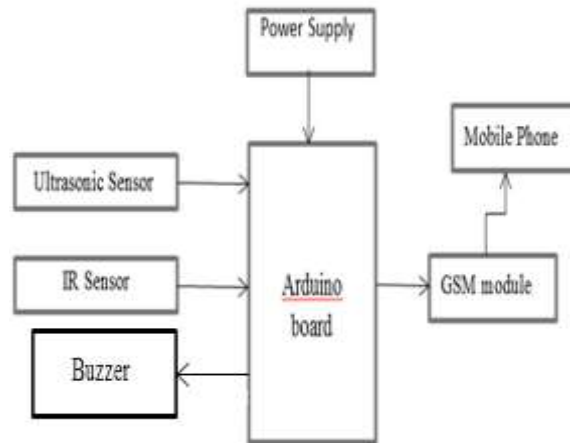 Power Supply
Mobile Phone
Ultrasonic Sensor
IR Sensor
Arduino
board
GSM module
Buzzer